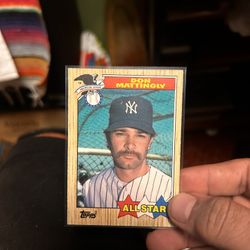 DON MATTINGLY
NY
Topps
ALL STAR